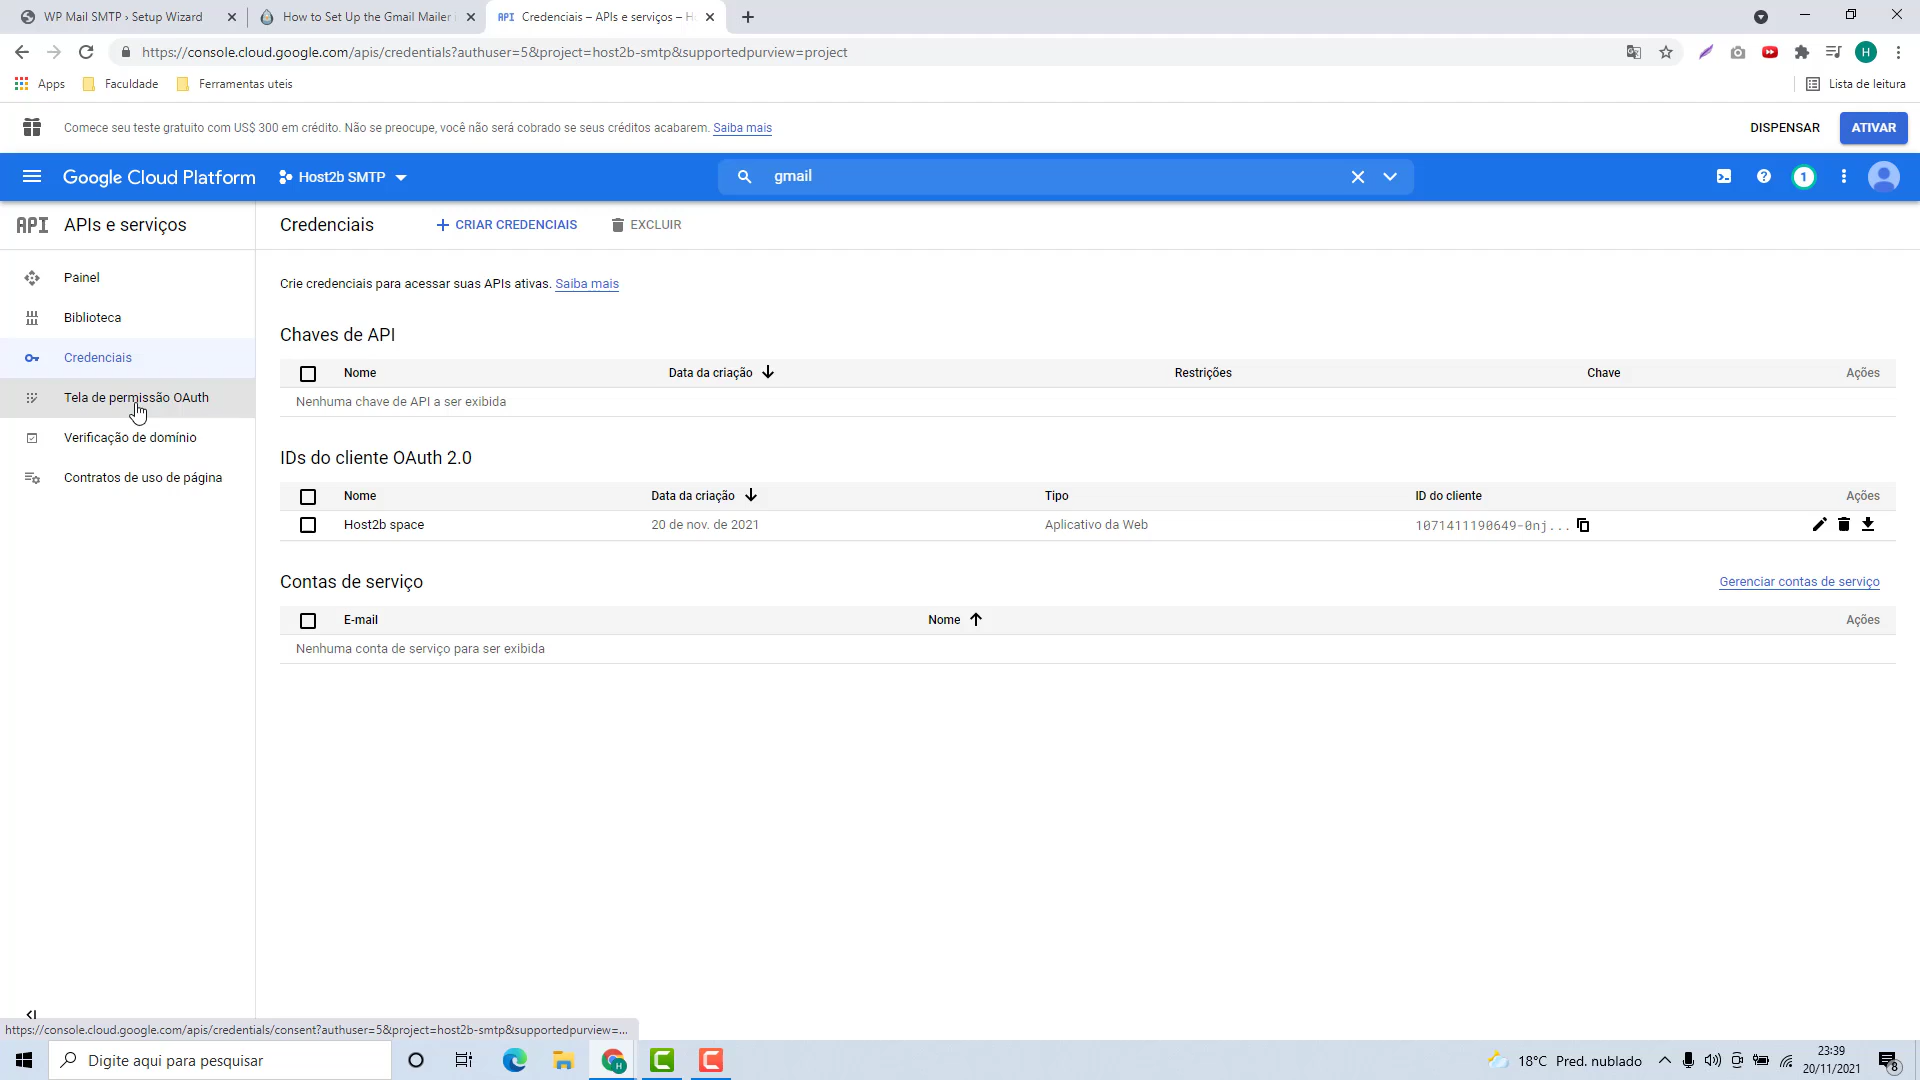 WP Mail SMTP › Setup Wizard
How to Set Up the Gmail Mailer
API Credenciais – APIs e serviços – H
https://console.cloud.google.com/apis/credentials?authuser=5&project=host2b-smtp&supportedpurview=project
H
Apps
Faculdade
Ferramentas uteis
Lista de leitura
Comece seu teste gratuito com US$ 300 em crédito. Não se preocupe, você não será cobrado se seus créditos acabarem. Saiba mais
DISPENSAR
ATIVAR
Google Cloud Platform
Host2b SMTP
gmail
1
API APIs e serviços
Painel
Biblioteca
Credenciais
Tela de permissão OAuth
Verificação de domínio
Contratos de uso de página
Credenciais
CRIAR CREDENCIAIS
EXCLUIR
Crie credenciais para acessar suas APIs ativas. Saiba mais
Chaves de API
Nome Data da criação Restrições Chave Ações
Nenhuma chave de API a ser exibida
IDs do cliente OAuth 2.0
Nome Data da criação Tipo ID do cliente Ações
Host2b space 20 de nov. de 2021 Aplicativo da Web 1071411190649-0nj...
Contas de serviço
Gerenciar contas de serviço
E-mail Nome Ações
Nenhuma conta de serviço para ser exibida
https://console.cloud.google.com/apis/credentials/consent?authuser=5&project=host2b-smtp&supportedpurview=...
Digite aqui para pesquisar
18°C Pred. nublado
23:39
20/11/2021
8